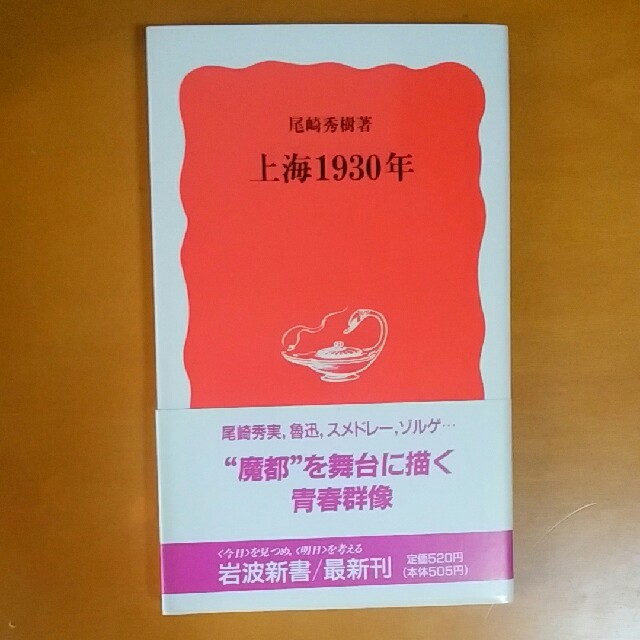 尾崎秀樹著
上海1930年
尾崎秀実，魯迅，スメドレー，ゾルゲ…
“魔都”を舞台に描く
青春群像
〈今日〉を見つめ，〈明日〉を考える
岩波新書/最新刊
定価520円
(本体505円)